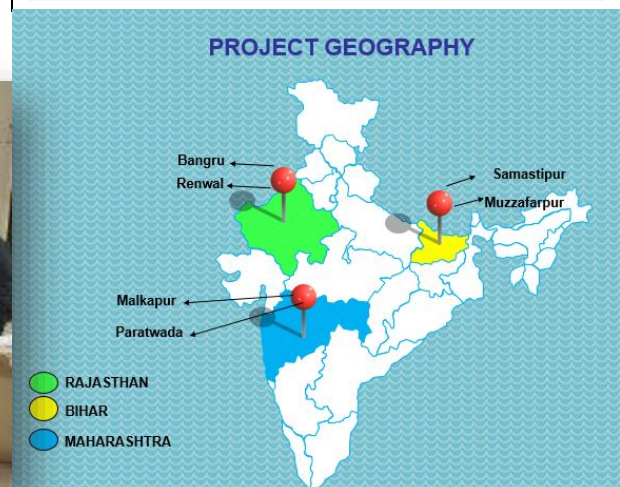 PROJECT GEOGRAPHY
Bangru
Renwal
Samastipur
Muzzafarpur
Malkapur
Paratwada
RAJASTHAN
BIHAR
MAHARASHTRA